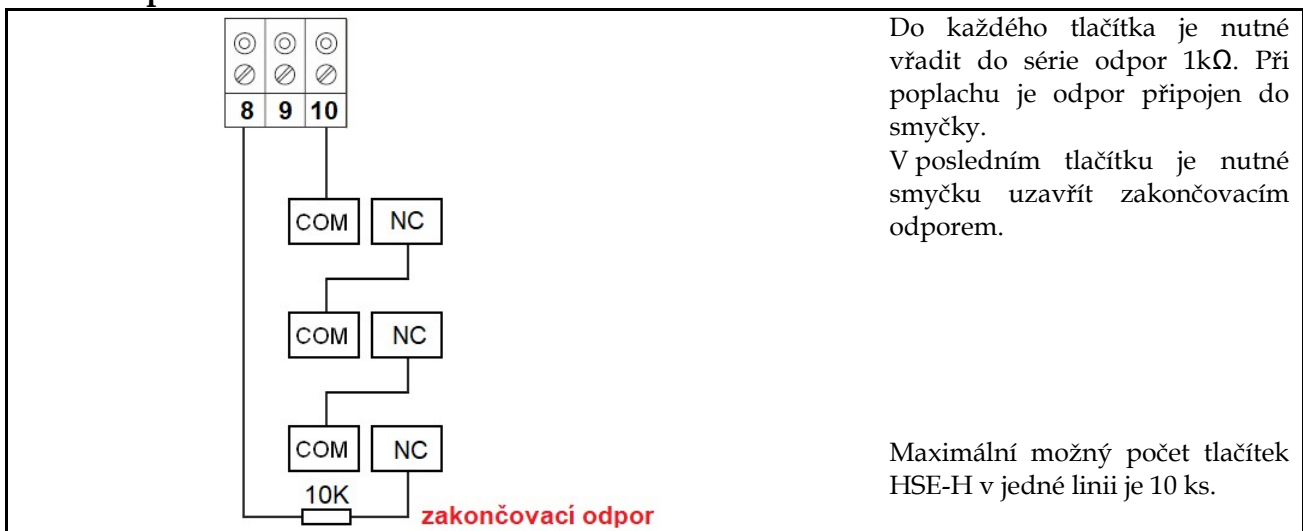 8 9 10
COM NC
COM NC
COM NC
10K
zakončovací odpor
Do každého tlačítka je nutné
vřadit do série odpor 1kΩ. Při
poplachu je odpor připojen do
smyčky.
V posledním tlačítku je nutné
smyčku uzavřít zakončovacím
odporem.
Maximální možný počet tlačítek
HSE-H v jedné linii je 10 ks.